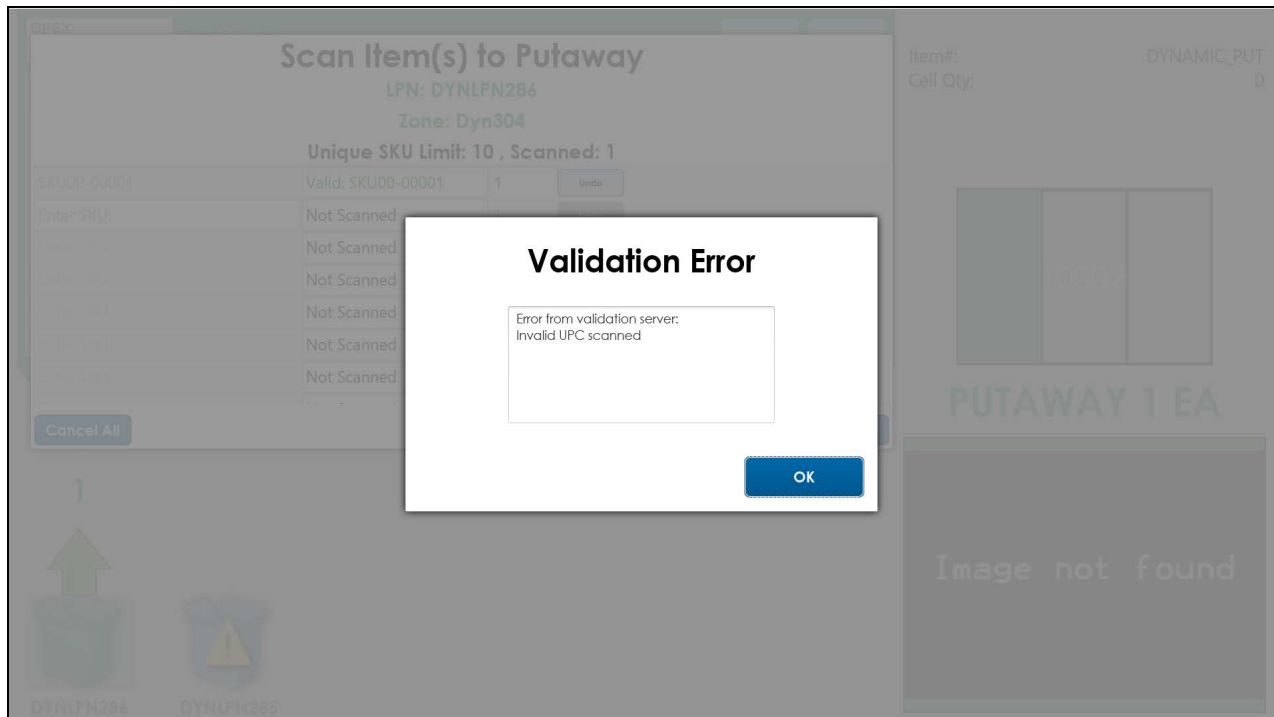 OPEX
Scan Item(s) to Putaway
LPN: DYNLPN286
Zone: Dyn304
Unique SKU Limit: 10 , Scanned: 1
SKU00-00001 Valid: SKU00-00001 1 Undo
Enter SKU: Not Scanned
Not Scanned
Not Scanned
Not Scanned
Not Scanned
Not Scanned
Cancel All
Validation Error
Error from validation server:
Invalid UPC scanned
OK
Item#: DYNAMIC_PUT
Cell Qty: 0
PUTAWAY 1 EA
Image not found
1
DYNLPN286 DYNLPN285